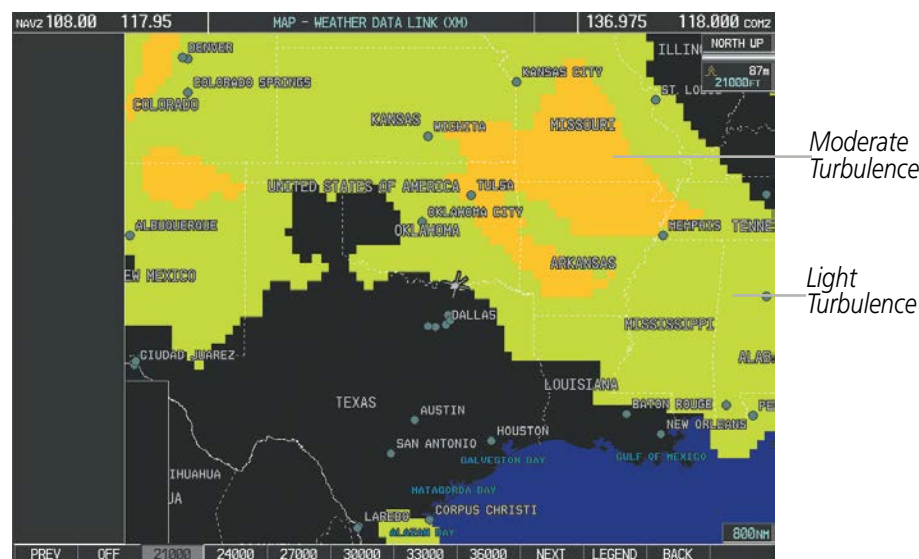 NAV2 108.00 117.95 MAP - WEATHER DATA LINK (XM) 136.975 118.000 COM2
NORTH UP
87m
21000FT
DENVER
ILLIN
KANSAS CITY
COLORADO SPRINGS
ST. LOUIS
COLORADO
KANSAS
WICHITA
MISSOURI
Moderate
Turbulence
UNITED STATES OF AMERICA
TULSA
OKLAHOMA CITY
ALBUQUERQUE
OKLAHOMA
MEMPHIS
TENNE
EW MEXICO
ARKANSAS
Light
Turbulence
DALLAS
MISSISSIPPI
CIUDAD JUAREZ
ALAB
LOUISIANA
TEXAS
BATON ROUGE
PE
AUSTIN
NEW ORLEANS
HOUSTON
SAN ANTONIO
GULF OF MEXICO
GALVESTON BAY
IHUAHUA
MATAGORDA BAY
UA
CORPUS CHRISTI
LAREDO
ALAZAN BAY
800NM
PREV OFF 21000 24000 27000 30000 33000 35000 NEXT LEGEND BACK